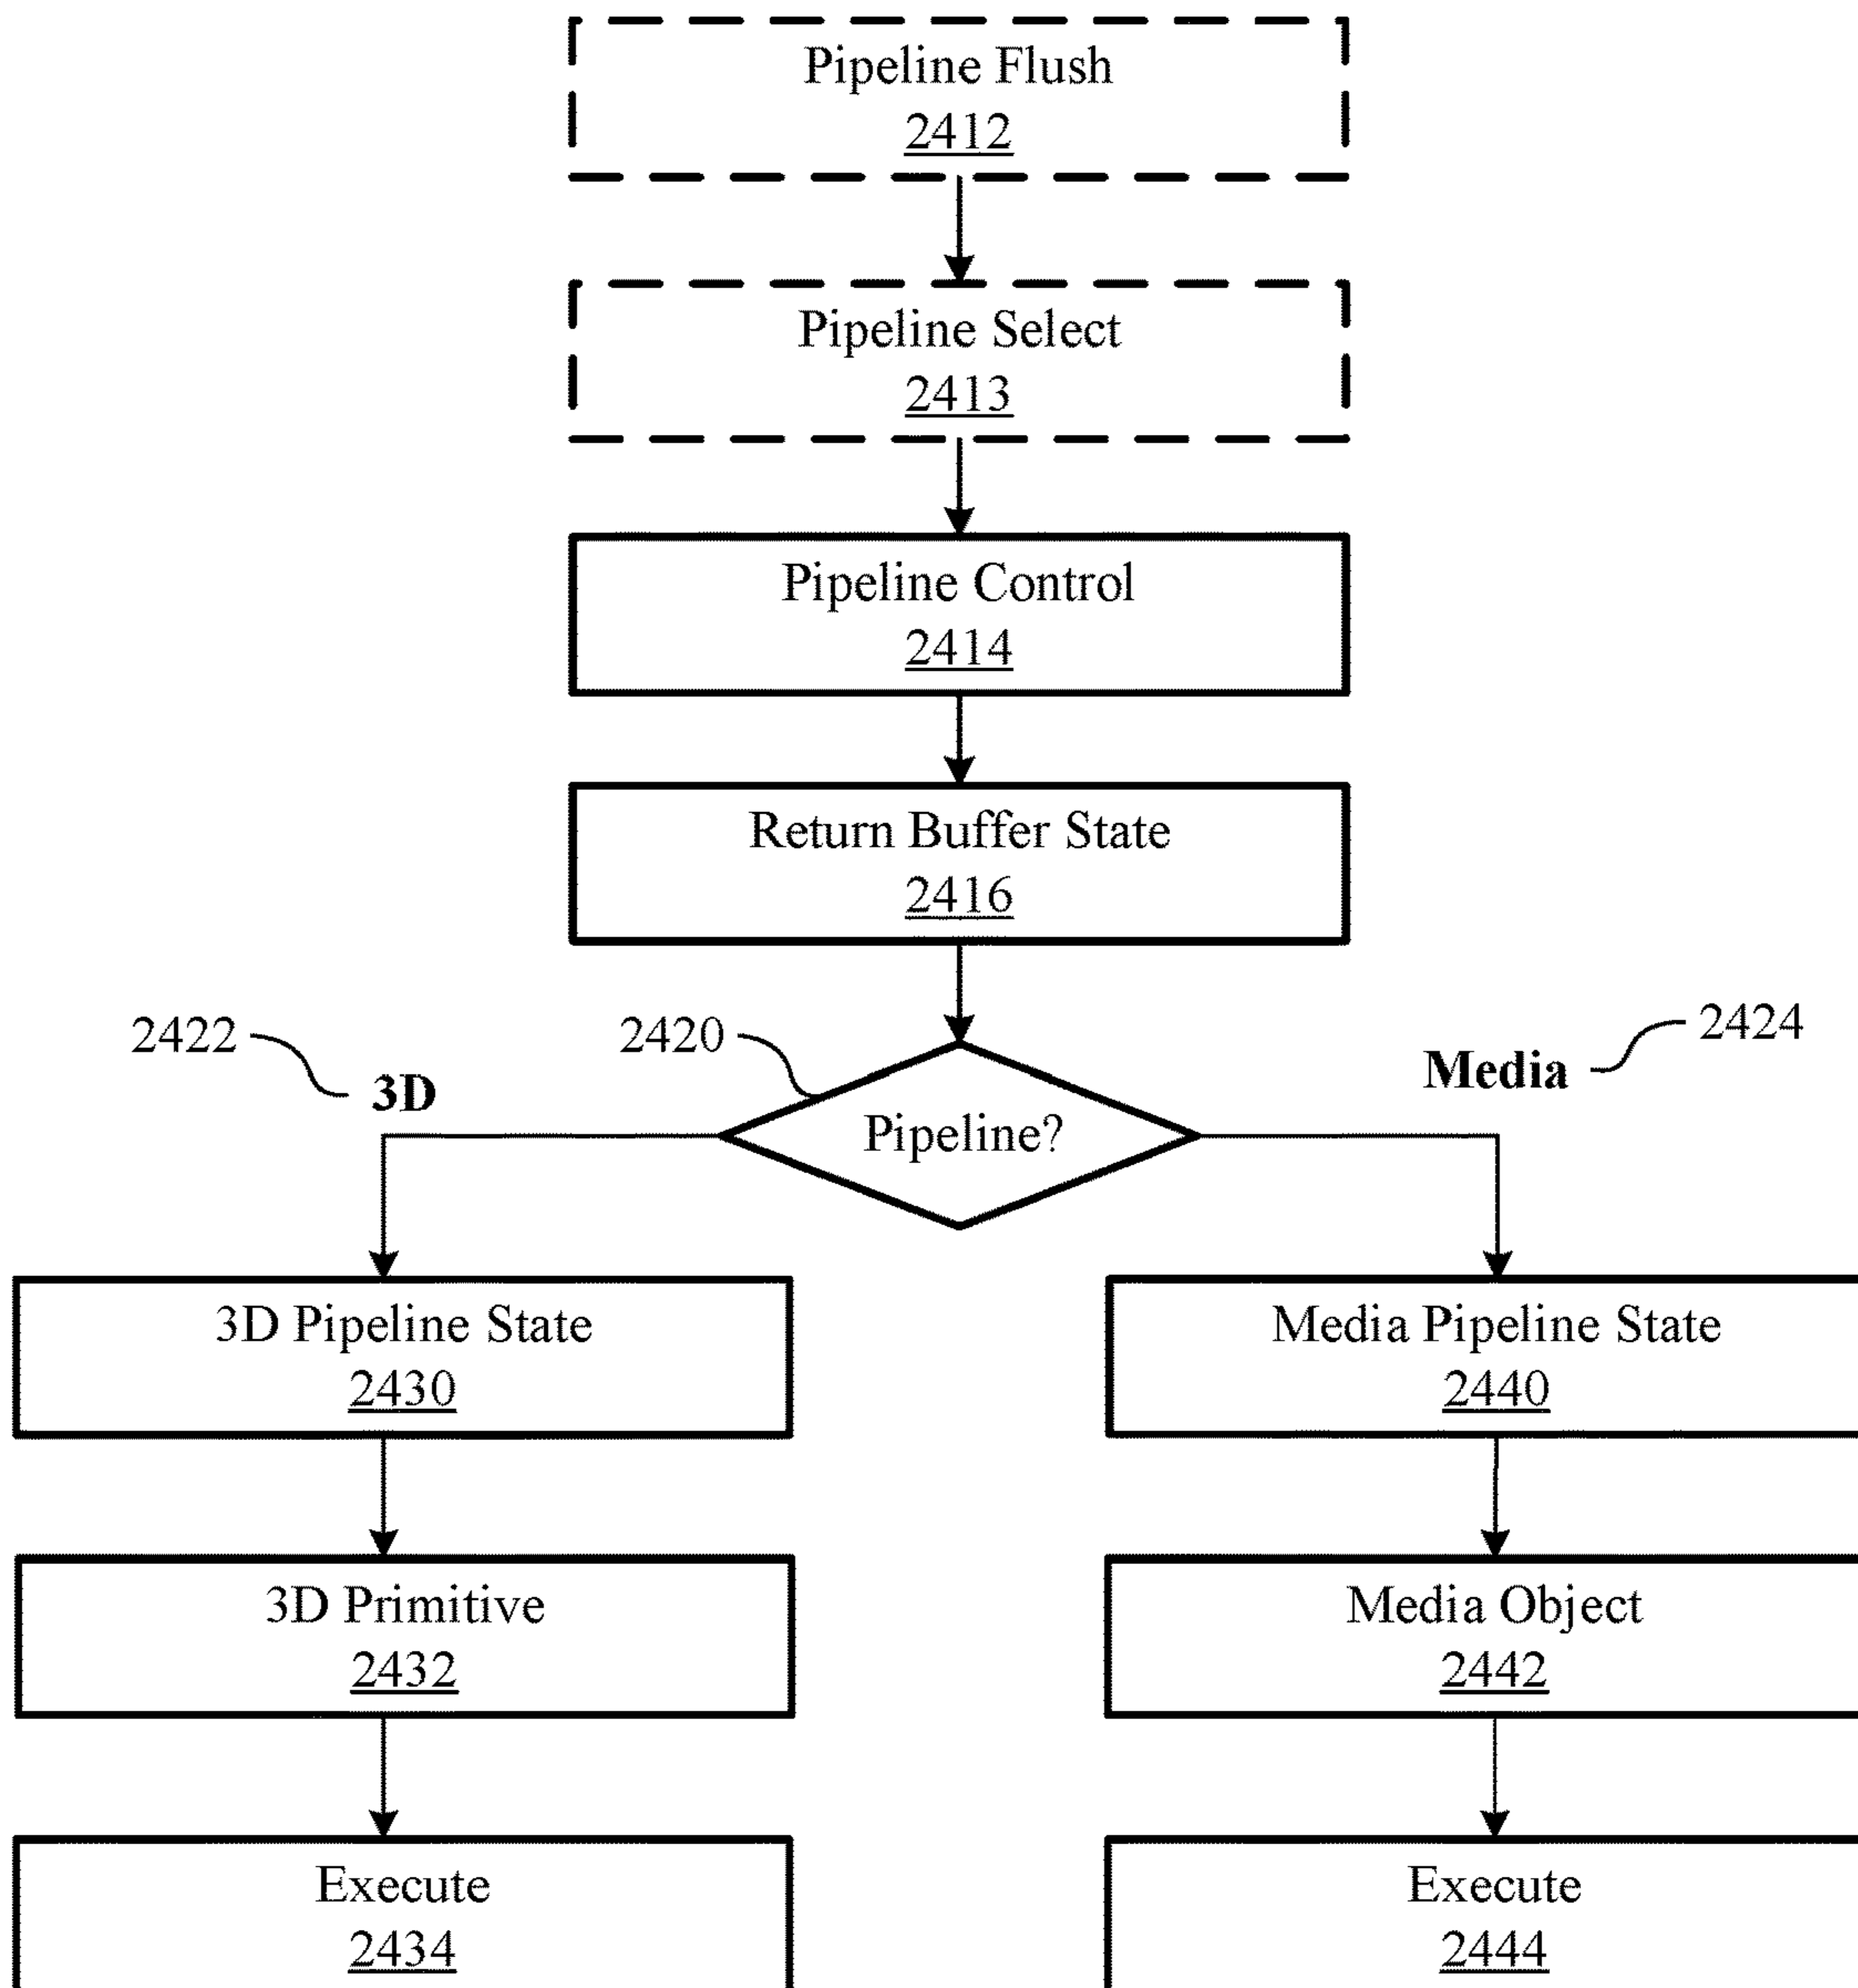 Pipeline Flush
2412
Pipeline Select
2413
Pipeline Control
2414
Return Buffer State
2416
2422
3D
2420
Pipeline?
Media
2424
3D Pipeline State
2430
3D Primitive
2432
Execute
2434
Media Pipeline State
2440
Media Object
2442
Execute
2444